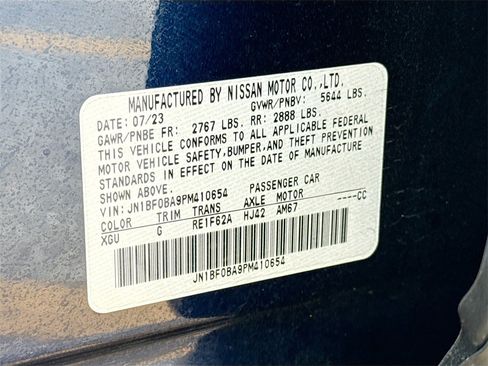 MANUFACTURED BY NISSAN MOTOR CO.,LTD.
DATE: 07/23 GVWR/PNBV: 5644 LBS.
GAWR/PNBE FR: 2767 LBS. RR: 2888 LBS.
THIS VEHICLE CONFORMS TO ALL APPLICABLE FEDERAL
MOTOR VEHICLE SAFETY, BUMPER, AND THEFT PREVENTION
STANDARDS IN EFFECT ON THE DATE OF MANUFACTURE
SHOWN ABOVE.
VIN: JN1BF0BA9PM410654 PASSENGER CAR
COLOR TRIM TRANS AXLE MOTOR
XGU G RE1F62A HJ42 AM67 ----CC
JN1BF0BA9PM410654